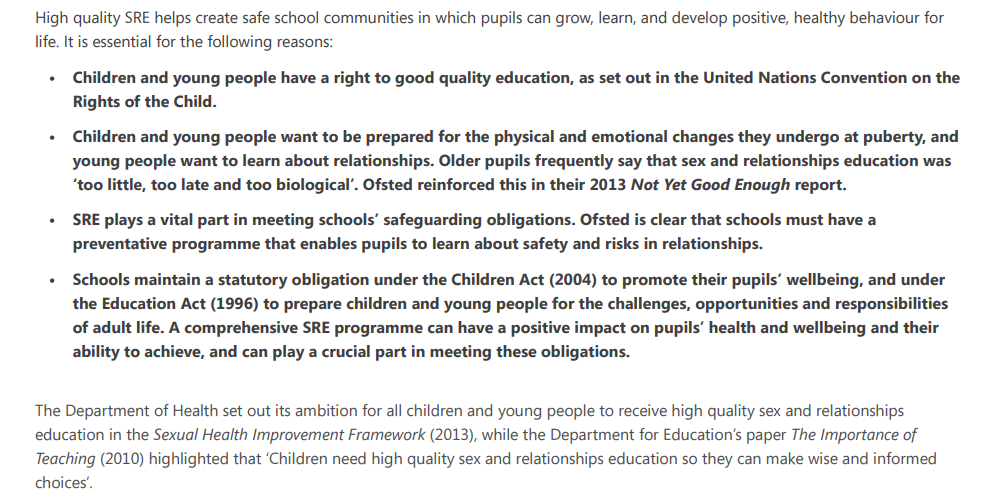 High quality SRE helps create safe school communities in which pupils can grow, learn, and develop positive, healthy behaviour for
life. It is essential for the following reasons:
• Children and young people have a right to good quality education, as set out in the United Nations Convention on the
Rights of the Child.
• Children and young people want to be prepared for the physical and emotional changes they undergo at puberty, and
young people want to learn about relationships. Older pupils frequently say that sex and relationships education was
‘too little, too late and too biological’. Ofsted reinforced this in their 2013 Not Yet Good Enough report.
• SRE plays a vital part in meeting schools’ safeguarding obligations. Ofsted is clear that schools must have a
preventative programme that enables pupils to learn about safety and risks in relationships.
• Schools maintain a statutory obligation under the Children Act (2004) to promote their pupils’ wellbeing, and under
the Education Act (1996) to prepare children and young people for the challenges, opportunities and responsibilities
of adult life. A comprehensive SRE programme can have a positive impact on pupils’ health and wellbeing and their
ability to achieve, and can play a crucial part in meeting these obligations.
The Department of Health set out its ambition for all children and young people to receive high quality sex and relationships
education in the Sexual Health Improvement Framework (2013), while the Department for Education’s paper The Importance of
Teaching (2010) highlighted that ‘Children need high quality sex and relationships education so they can make wise and informed
choices’.